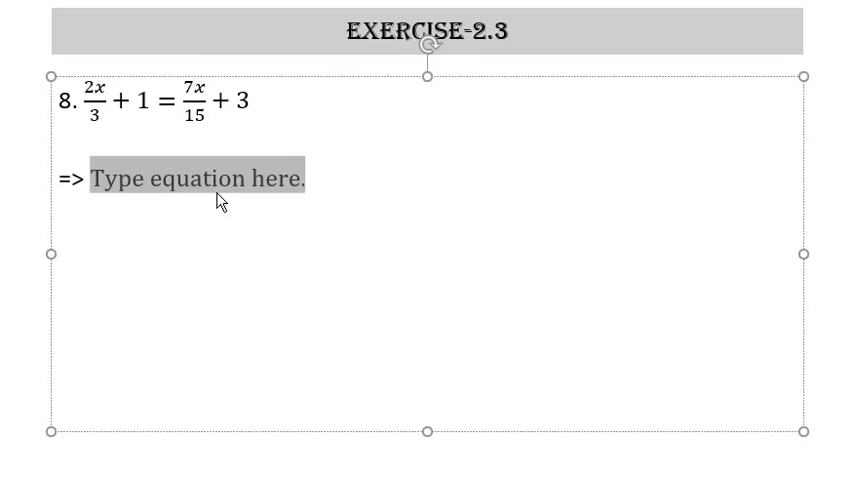 EXERCISE-2.3
8. 2x/3 + 1 = 7x/15 + 3
=> Type equation here.